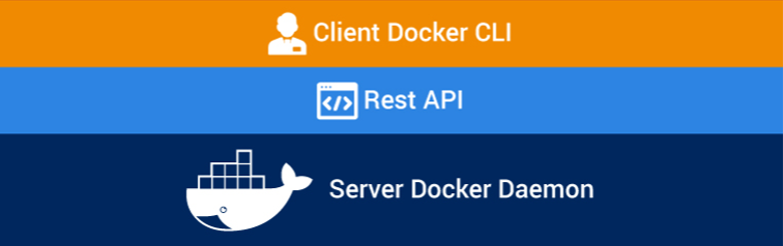 Client Docker CLI
</> Rest API
Server Docker Daemon